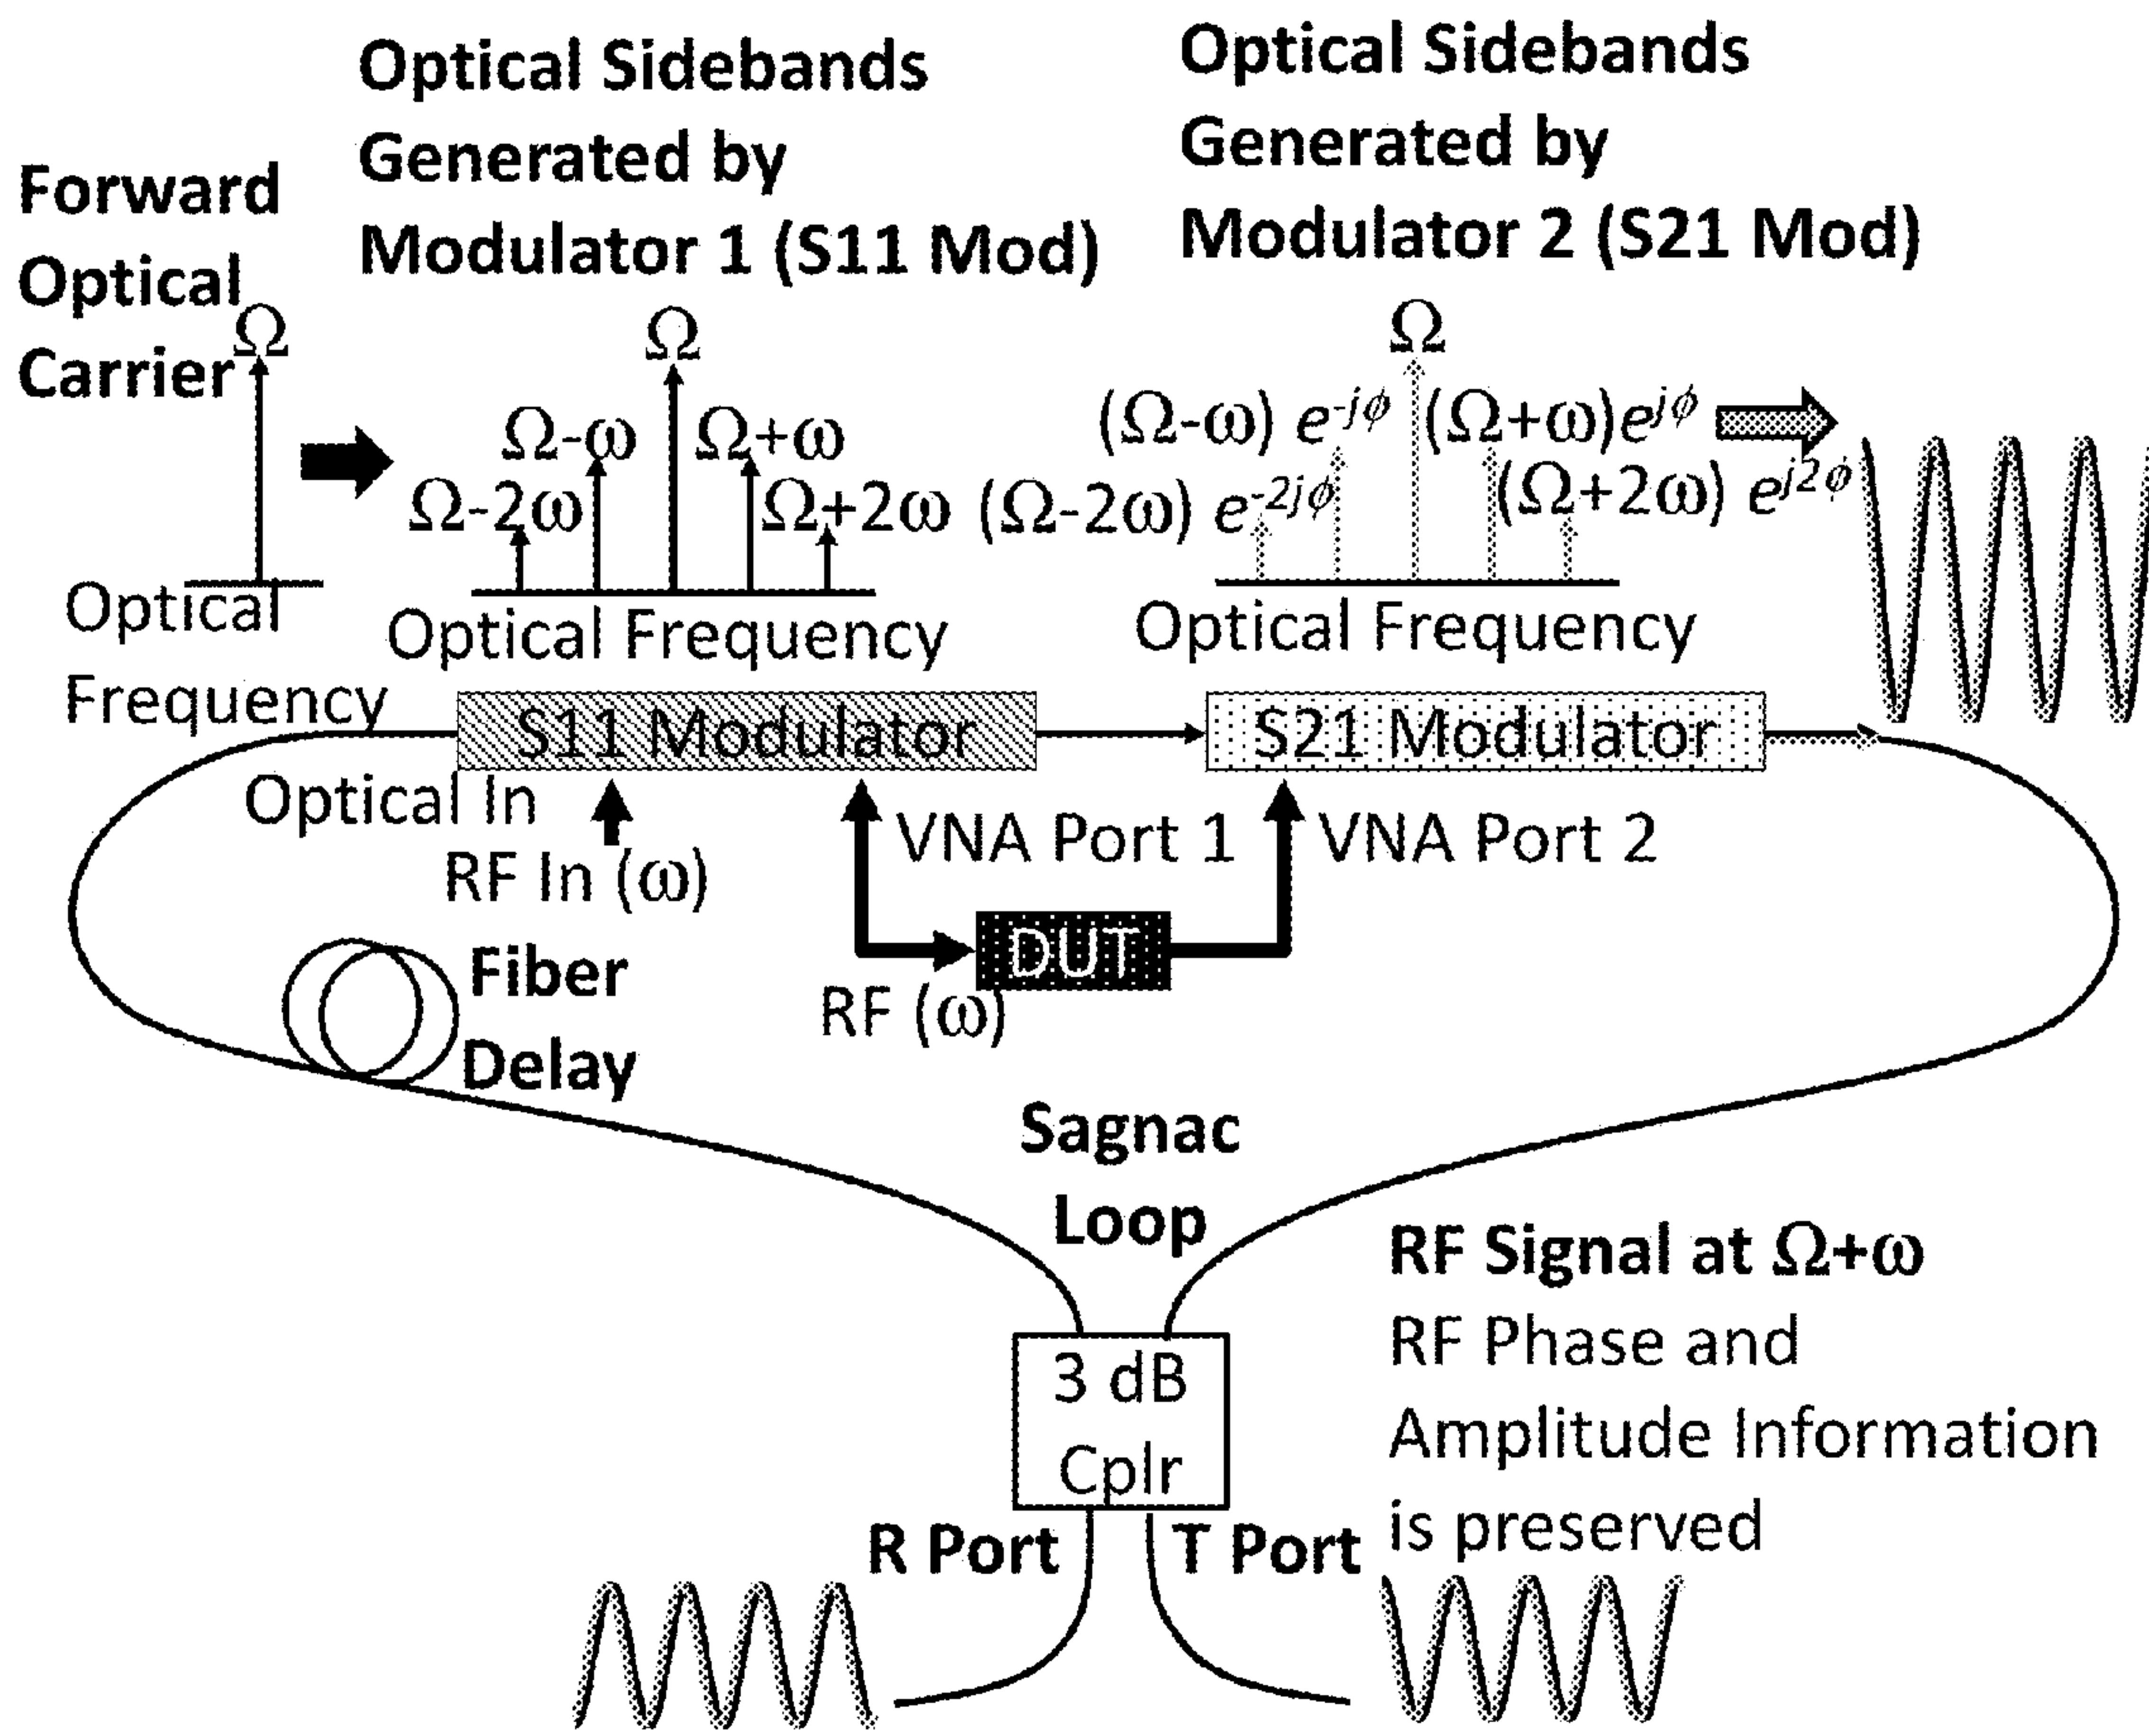 Forward
Optical
Carrier
Ω
Optical
Frequency
Optical Sidebands
Generated by
Modulator 1 (S11 Mod)
Ω
Ω-ω
Ω+ω
Ω-2ω
Ω+2ω
Optical Frequency
Optical Sidebands
Generated by
Modulator 2 (S21 Mod)
Ω
(Ω-ω) e^-jϕ
(Ω+ω)e^jϕ
(Ω-2ω) e^-2jϕ
(Ω+2ω) e^j2ϕ
Optical Frequency
S11 Modulator
S21 Modulator
Optical In
RF In (ω)
VNA Port 1
VNA Port 2
DUT
RF (ω)
Fiber
Delay
Sagnac
Loop
3 dB
Cplr
R Port
T Port
RF Signal at Ω+ω
RF Phase and
Amplitude Information
is preserved